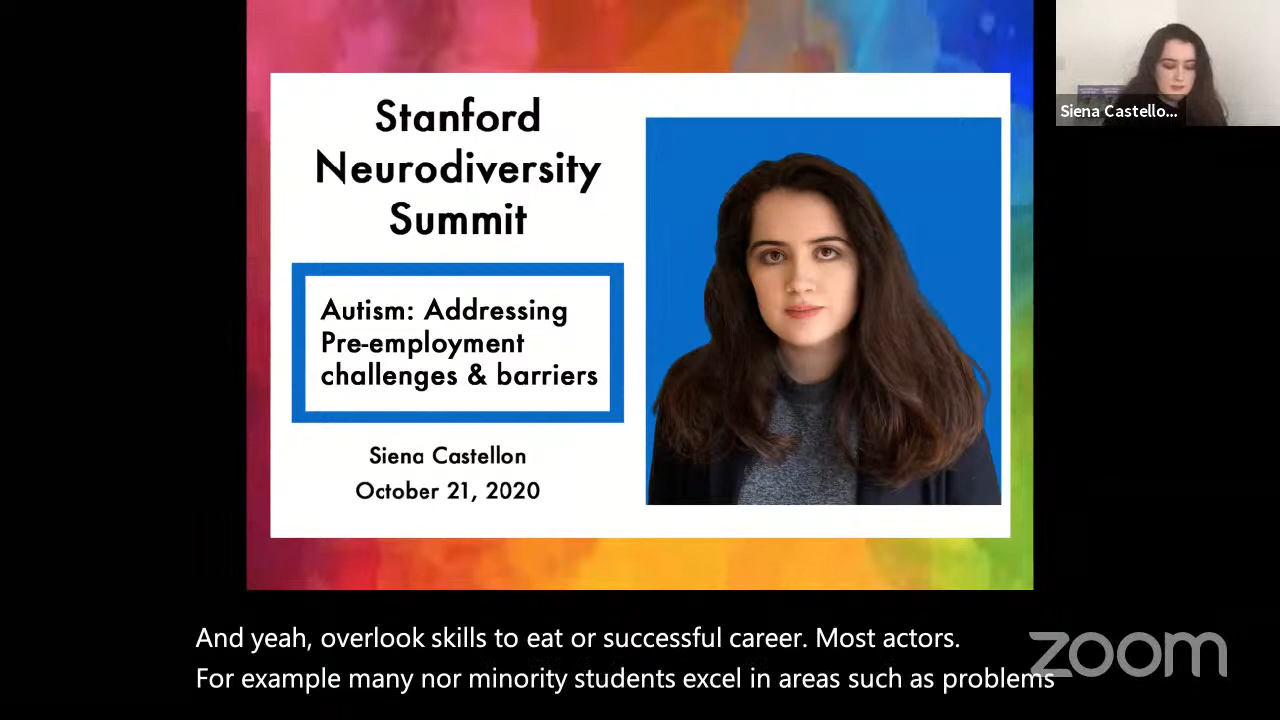 Stanford
Neurodiversity
Summit
Autism: Addressing
Pre-employment
challenges & barriers
Siena Castellon
October 21, 2020
Siena Castello...
And yeah, overlook skills to eat or successful career. Most actors.
For example many nor minority students excel in areas such as problems
zoom